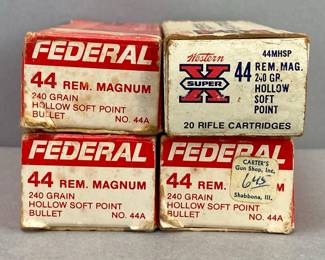 FEDERAL
44 REM. MAGNUM
240 GRAIN
HOLLOW SOFT POINT
BULLET NO. 44A
Western
SUPER X
44MHSP
44 REM. MAG.
240 GR.
HOLLOW
SOFT
POINT
20 RIFLE CARTRIDGES
FEDERAL
44 REM. MAGNUM
240 GRAIN
HOLLOW SOFT POINT
BULLET NO. 44A
FEDERAL
44 REM. MAGNUM
240 GRAIN
HOLLOW SOFT POINT
BULLET NO. 44A
CARTER'S
Gun Shop, Inc.
645
Shabbona, Ill.